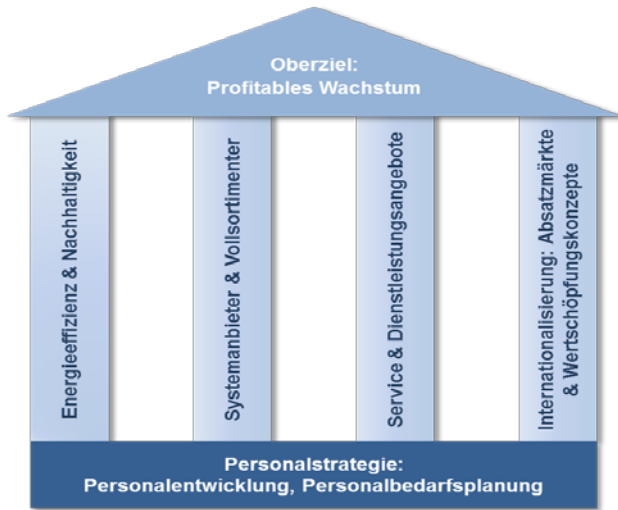 Oberziel:
Profitables Wachstum
Energieeffizienz & Nachhaltigkeit
Systemanbieter & Vollsortimenter
Service & Dienstleistungsangebote
Internationalisierung: Absatzmärkte
& Wertschöpfungskonzepte
Personalstrategie:
Personalentwicklung, Personalbedarfsplanung